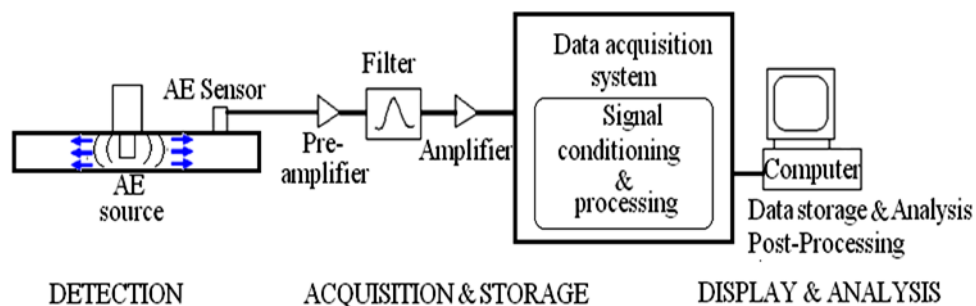 AE Sensor
AE
source
Pre-
amplifier
Filter
Amplifier
Data acquisition
system
Signal
conditioning
&
processing
Computer
Data storage & Analysis
Post-Processing
DETECTION
ACQUISITION & STORAGE
DISPLAY & ANALYSIS